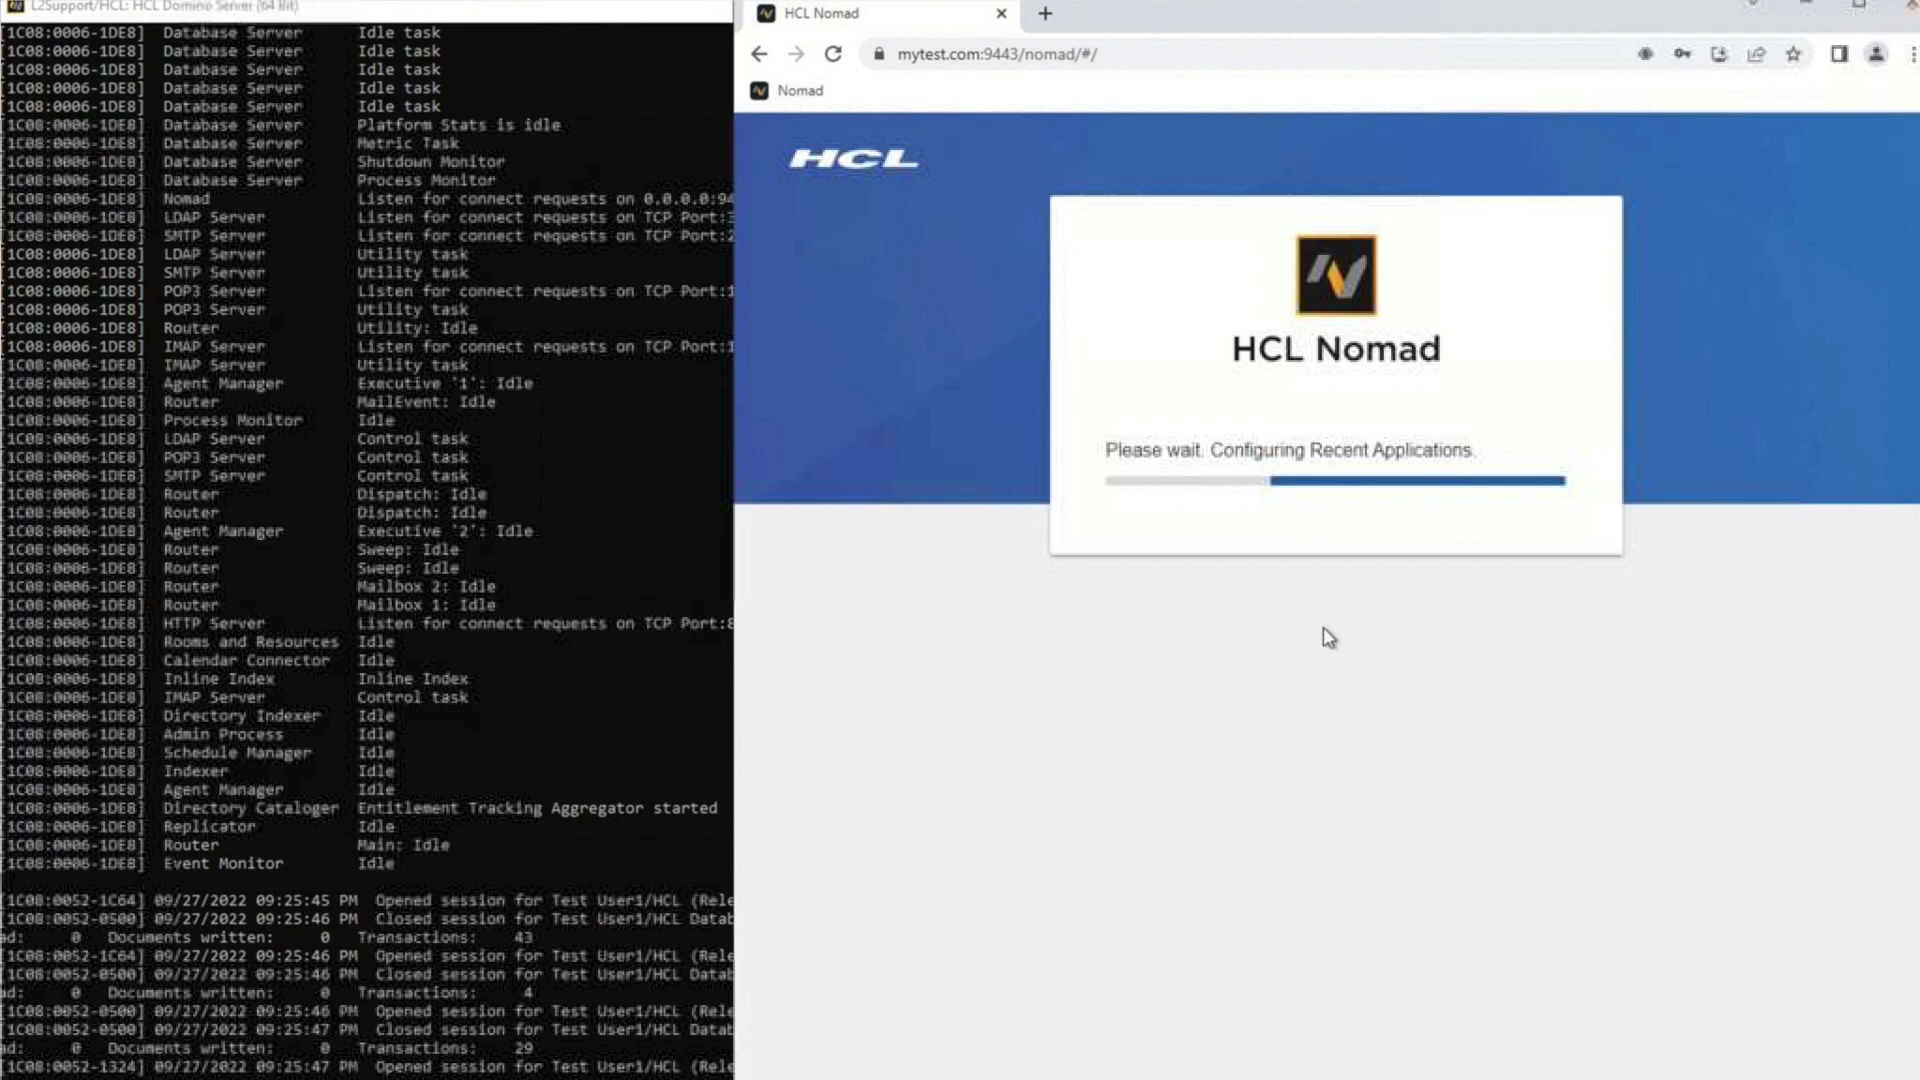 L2Support/HCL: HCL Domino Server (64 Bit)
[1C08:0006-1DE8] Database Server Idle task
[1C08:0006-1DE8] Database Server Idle task
[1C08:0006-1DE8] Database Server Idle task
[1C08:0006-1DE8] Database Server Idle task
[1C08:0006-1DE8] Database Server Idle task
[1C08:0006-1DE8] Database Server Platform Stats is idle
[1C08:0006-1DE8] Database Server Metric Task
[1C08:0006-1DE8] Database Server Shutdown Monitor
[1C08:0006-1DE8] Database Server Process Monitor
[1C08:0006-1DE8] Nomad Listen for connect requests on 0.0.0.0:94
[1C08:0006-1DE8] LDAP Server Listen for connect requests on TCP Port:3
[1C08:0006-1DE8] SMTP Server Listen for connect requests on TCP Port:2
[1C08:0006-1DE8] LDAP Server Utility task
[1C08:0006-1DE8] SMTP Server Utility task
[1C08:0006-1DE8] POP3 Server Listen for connect requests on TCP Port:1
[1C08:0006-1DE8] POP3 Server Utility task
[1C08:0006-1DE8] Router Utility: Idle
[1C08:0006-1DE8] IMAP Server Listen for connect requests on TCP Port:1
[1C08:0006-1DE8] IMAP Server Utility task
[1C08:0006-1DE8] Agent Manager Executive '1': Idle
[1C08:0006-1DE8] Router MailEvent: Idle
[1C08:0006-1DE8] Process Monitor Idle
[1C08:0006-1DE8] LDAP Server Control task
[1C08:0006-1DE8] POP3 Server Control task
[1C08:0006-1DE8] SMTP Server Control task
[1C08:0006-1DE8] Router Dispatch: Idle
[1C08:0006-1DE8] Router Dispatch: Idle
[1C08:0006-1DE8] Agent Manager Executive '2': Idle
[1C08:0006-1DE8] Router Sweep: Idle
[1C08:0006-1DE8] Router Sweep: Idle
[1C08:0006-1DE8] Router Mailbox 2: Idle
[1C08:0006-1DE8] Router Mailbox 1: Idle
[1C08:0006-1DE8] HTTP Server Listen for connect requests on TCP Port:8
[1C08:0006-1DE8] Rooms and Resources Idle
[1C08:0006-1DE8] Calendar Connector Idle
[1C08:0006-1DE8] Inline Index Inline Index
[1C08:0006-1DE8] IMAP Server Control task
[1C08:0006-1DE8] Directory Indexer Idle
[1C08:0006-1DE8] Admin Process Idle
[1C08:0006-1DE8] Schedule Manager Idle
[1C08:0006-1DE8] Indexer Idle
[1C08:0006-1DE8] Agent Manager Idle
[1C08:0006-1DE8] Directory Cataloger Entitlement Tracking Aggregator started
[1C08:0006-1DE8] Replicator Idle
[1C08:0006-1DE8] Router Main: Idle
[1C08:0006-1DE8] Event Monitor Idle
[1C08:0052-1C64] 09/27/2022 09:25:45 PM Opened session for Test User1/HCL (Rele
[1C08:0052-0500] 09/27/2022 09:25:46 PM Closed session for Test User1/HCL Datab
ad: 0 Documents written: 0 Transactions: 43
[1C08:0052-1C64] 09/27/2022 09:25:46 PM Opened session for Test User1/HCL (Rele
[1C08:0052-0500] 09/27/2022 09:25:46 PM Closed session for Test User1/HCL Datab
ad: 0 Documents written: 0 Transactions: 4
[1C08:0052-0500] 09/27/2022 09:25:46 PM Opened session for Test User1/HCL (Rele
[1C08:0052-0500] 09/27/2022 09:25:47 PM Closed session for Test User1/HCL Datab
ad: 0 Documents written: 0 Transactions: 29
[1C08:0052-1324] 09/27/2022 09:25:47 PM Opened session for Test User1/HCL (Rele
HCL Nomad
mytest.com:9443/nomad/#/
Nomad
HCL
HCL Nomad
Please wait. Configuring Recent Applications.